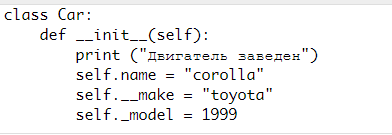 class Car:
    def __init__(self):
        print ("Двигатель заведен")
        self.name = "corolla"
        self.__make = "toyota"
        self._model = 1999